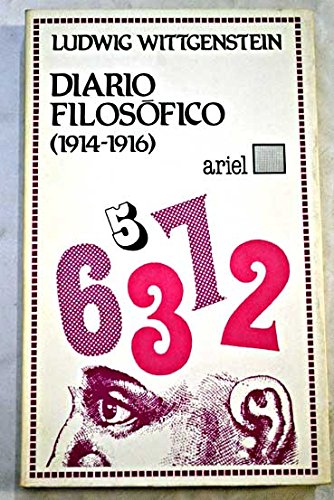 LUDWIG WITTGENSTEIN
DIARIO
FILOSÓFICO
(1914-1916)
ariel
5
6372